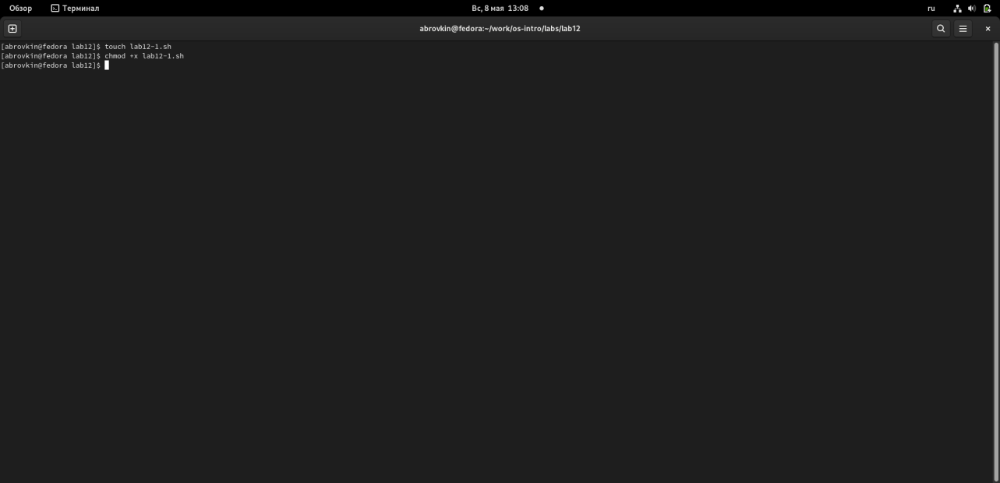 Обзор Терминал Вс, 8 мая 13:08 ru
abrovkin@fedora:~/work/os-intro/labs/lab12
[abrovkin@fedora lab12]$ touch lab12-1.sh
[abrovkin@fedora lab12]$ chmod +x lab12-1.sh
[abrovkin@fedora lab12]$